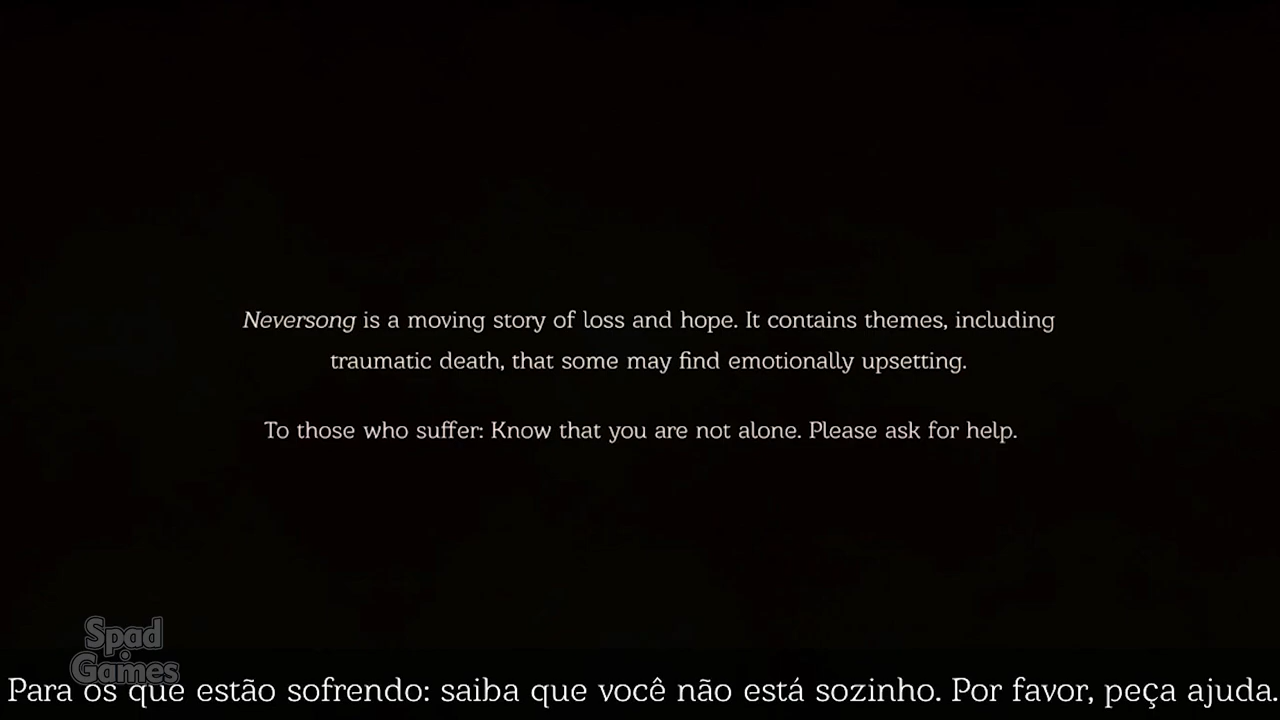 Neversong is a moving story of loss and hope. It contains themes, including
traumatic death, that some may find emotionally upsetting.
To those who suffer: Know that you are not alone. Please ask for help.
Spad
Games
Para os que estão sofrendo: saiba que você não está sozinho. Por favor, peça ajuda.